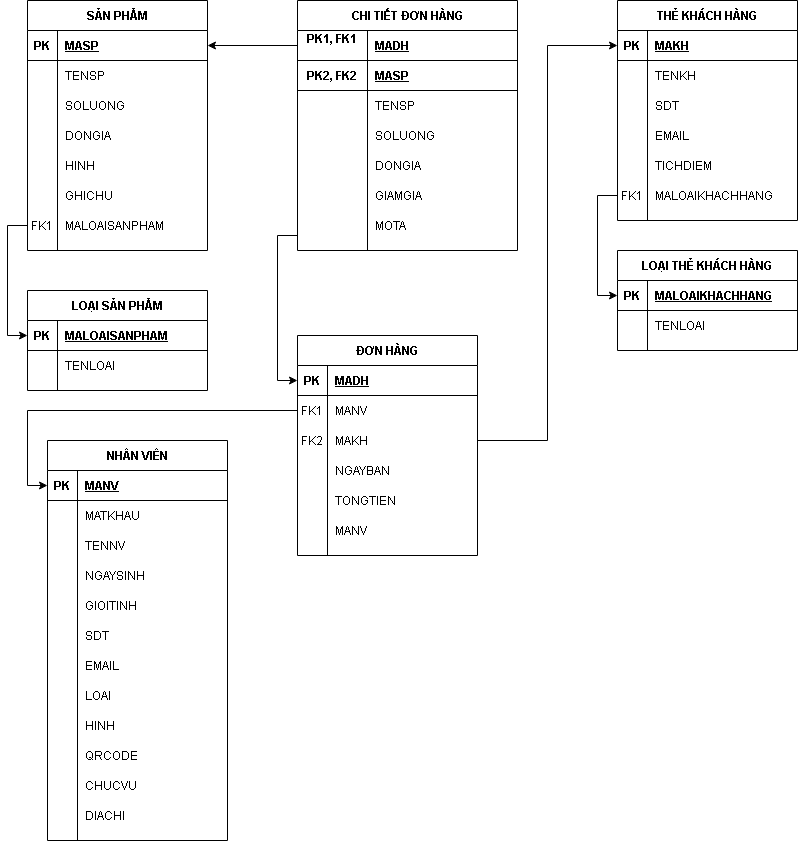 SẢN PHẨM
PK MASP
TENSP
SOLUONG
DONGIA
HINH
GHICHU
FK1 MALOAISANPHAM
LOẠI SẢN PHẨM
PK MALOAISANPHAM
TENLOAI
CHI TIẾT ĐƠN HÀNG
PK1, FK1 MADH
PK2, FK2 MASP
TENSP
SOLUONG
DONGIA
GIAMGIA
MOTA
THẺ KHÁCH HÀNG
PK MAKH
TENKH
SDT
EMAIL
TICHDIEM
FK1 MALOAIKHACHHANG
LOẠI THẺ KHÁCH HÀNG
PK MALOAIKHACHHANG
TENLOAI
ĐƠN HÀNG
PK MADH
FK1 MANV
FK2 MAKH
NGAYBAN
TONGTIEN
MANV
NHÂN VIÊN
PK MANV
MATKHAU
TENNV
NGAYSINH
GIOITINH
SDT
EMAIL
LOAI
HINH
QRCODE
CHUCVU
DIACHI